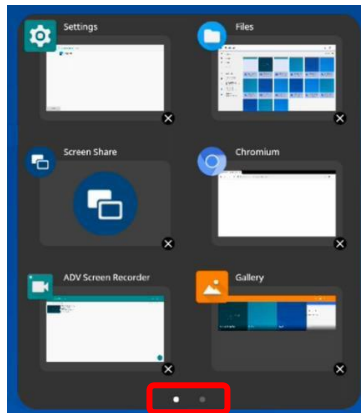 Settings
Files
Screen Share
Chromium
ADV Screen Recorder
Gallery